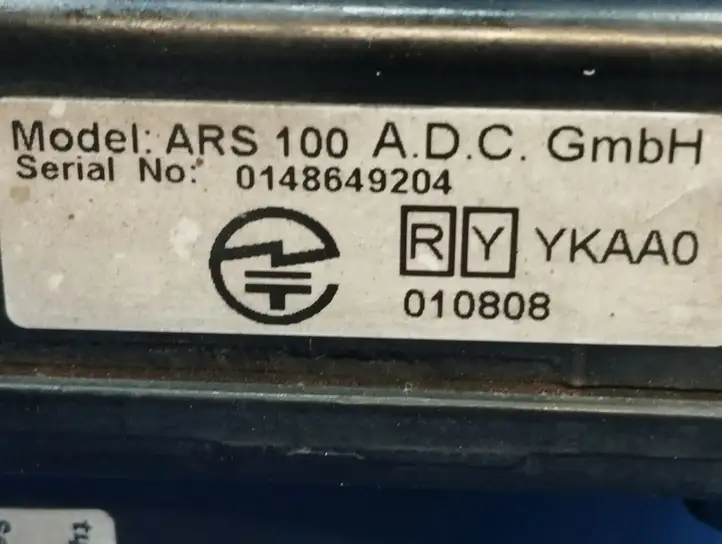 Model: ARS 100 A.D.C. GmbH
Serial No: 0148649204
R Y YKAA0
010808